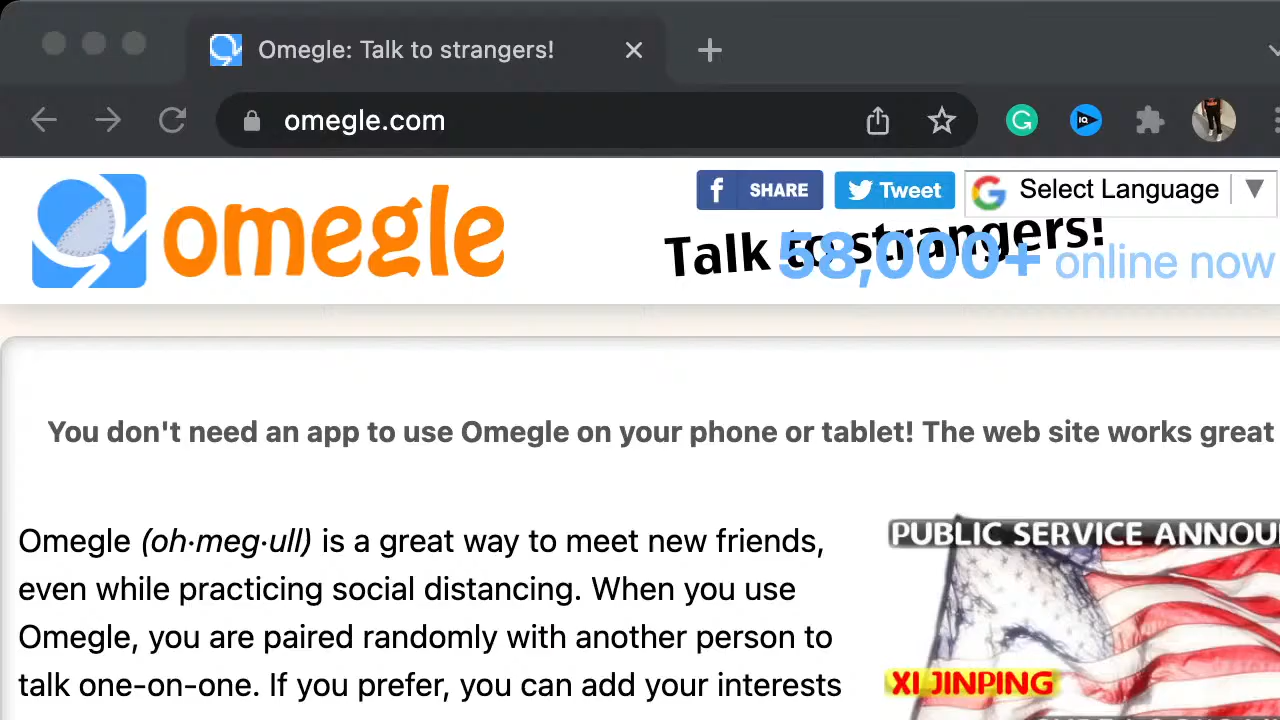 Omegle: Talk to strangers!
omegle.com
omegle
SHARE
Tweet
Select Language
Talk to strangers!
58,000+ online now
You don't need an app to use Omegle on your phone or tablet! The web site works great
Omegle (oh·meg·ull) is a great way to meet new friends,
even while practicing social distancing. When you use
Omegle, you are paired randomly with another person to
talk one-on-one. If you prefer, you can add your interests
PUBLIC SERVICE ANNOU
XI JINPING